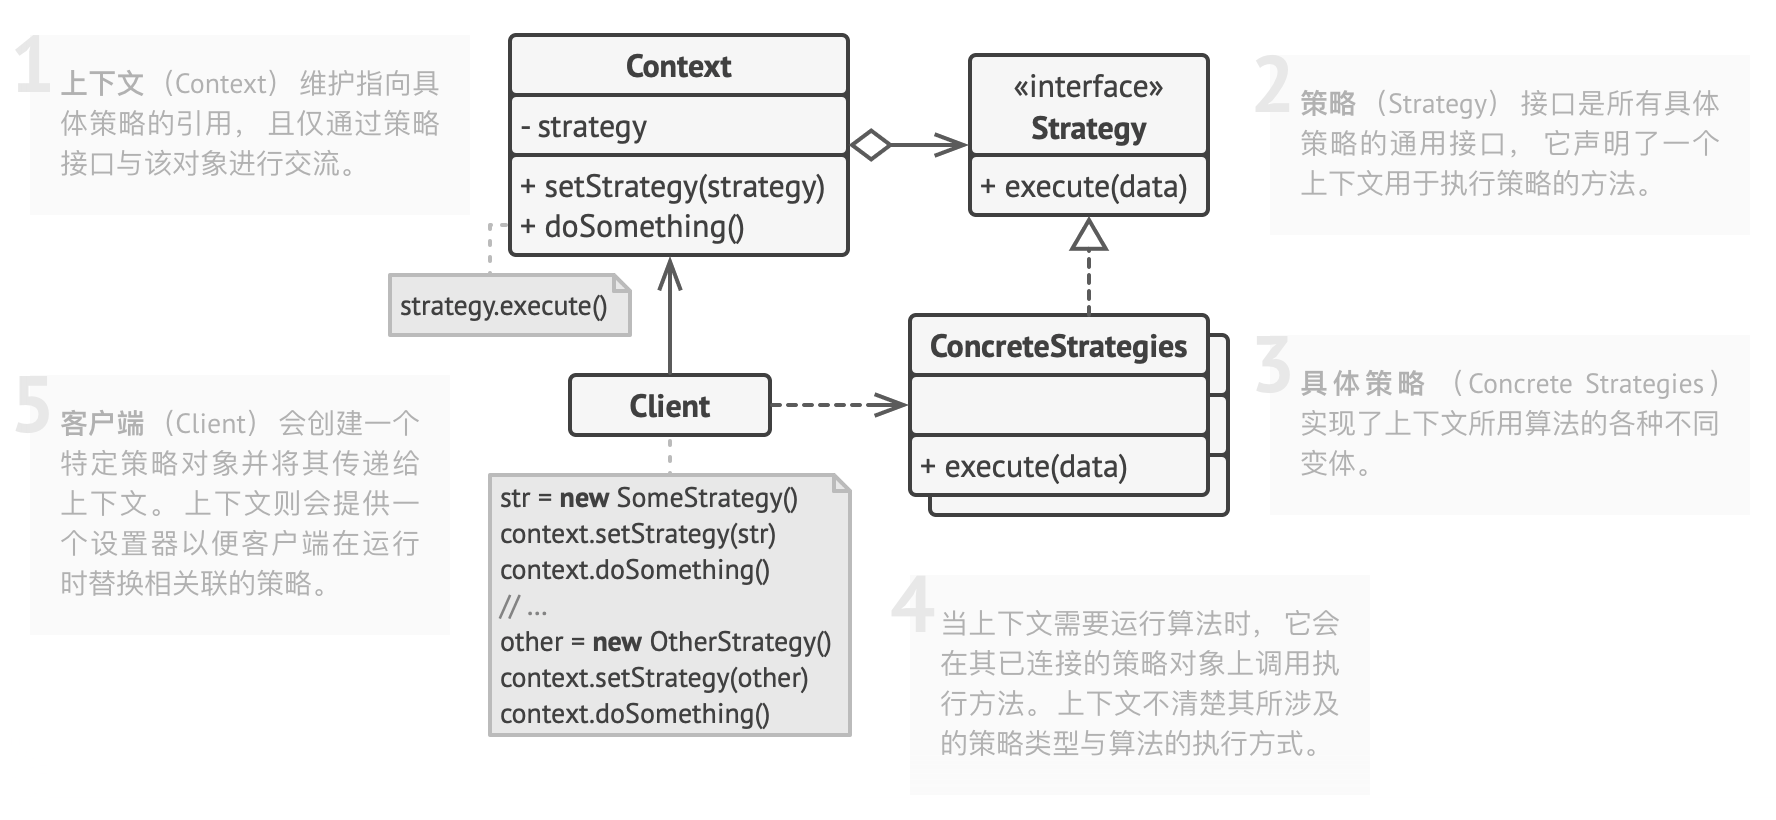 1
上下文（Context） 维护指向具
体策略的引用， 且仅通过策略
接口与该对象进行交流。
Context
- strategy
+ setStrategy(strategy)
+ doSomething()
strategy.execute()
«interface»
Strategy
+ execute(data)
2
策略（Strategy） 接口是所有具体
策略的通用接口， 它声明了一个
上下文用于执行策略的方法。
ConcreteStrategies
+ execute(data)
3
具体策略 （Concrete Strategies）
实现了上下文所用算法的各种不同
变体。
Client
str = new SomeStrategy()
context.setStrategy(str)
context.doSomething()
// ...
other = new OtherStrategy()
context.setStrategy(other)
context.doSomething()
4
当上下文需要运行算法时， 它会
在其已连接的策略对象上调用执
行方法。 上下文不清楚其所涉及
的策略类型与算法的执行方式。
5
客户端（Client） 会创建一个
特定策略对象并将其传递给
上下文。 上下文则会提供一
个设置器以便客户端在运行
时替换相关联的策略。